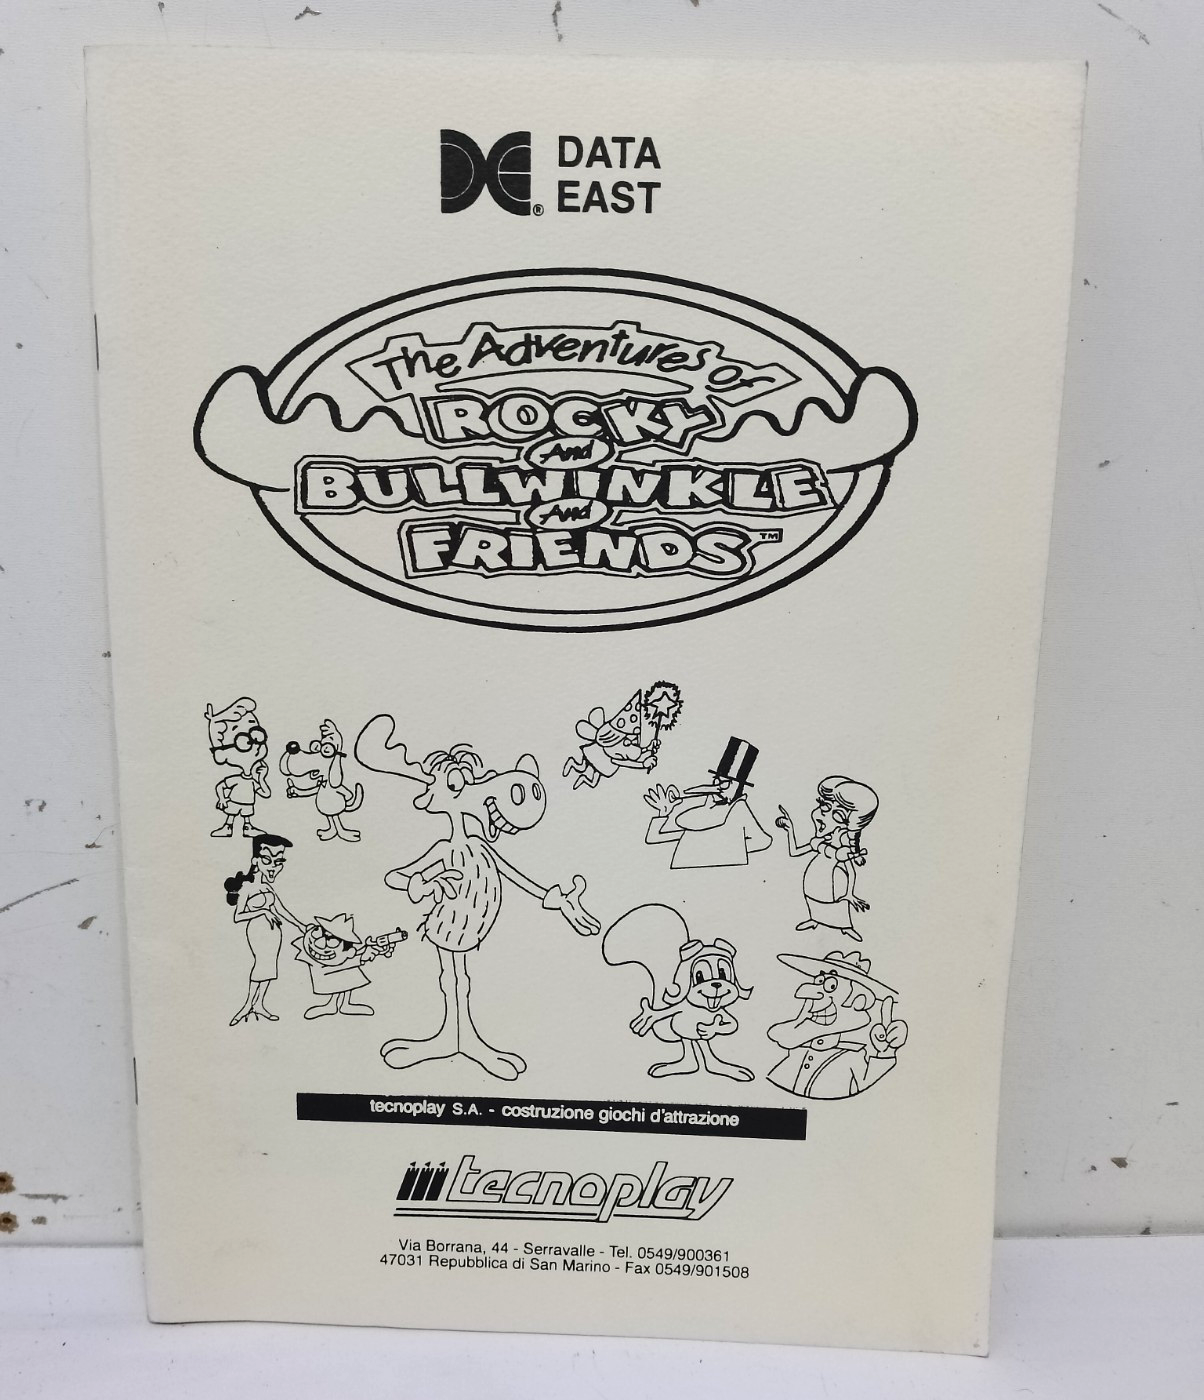 DATA
EAST
®
The Adventures of
ROCKY
And
BULLWINKLE
And
FRIENDS™
tecnoplay S.A. - costruzione giochi d'attrazione
tecnoplay
Via Borrana, 44 - Serravalle - Tel. 0549/900361
47031 Repubblica di San Marino - Fax 0549/901508